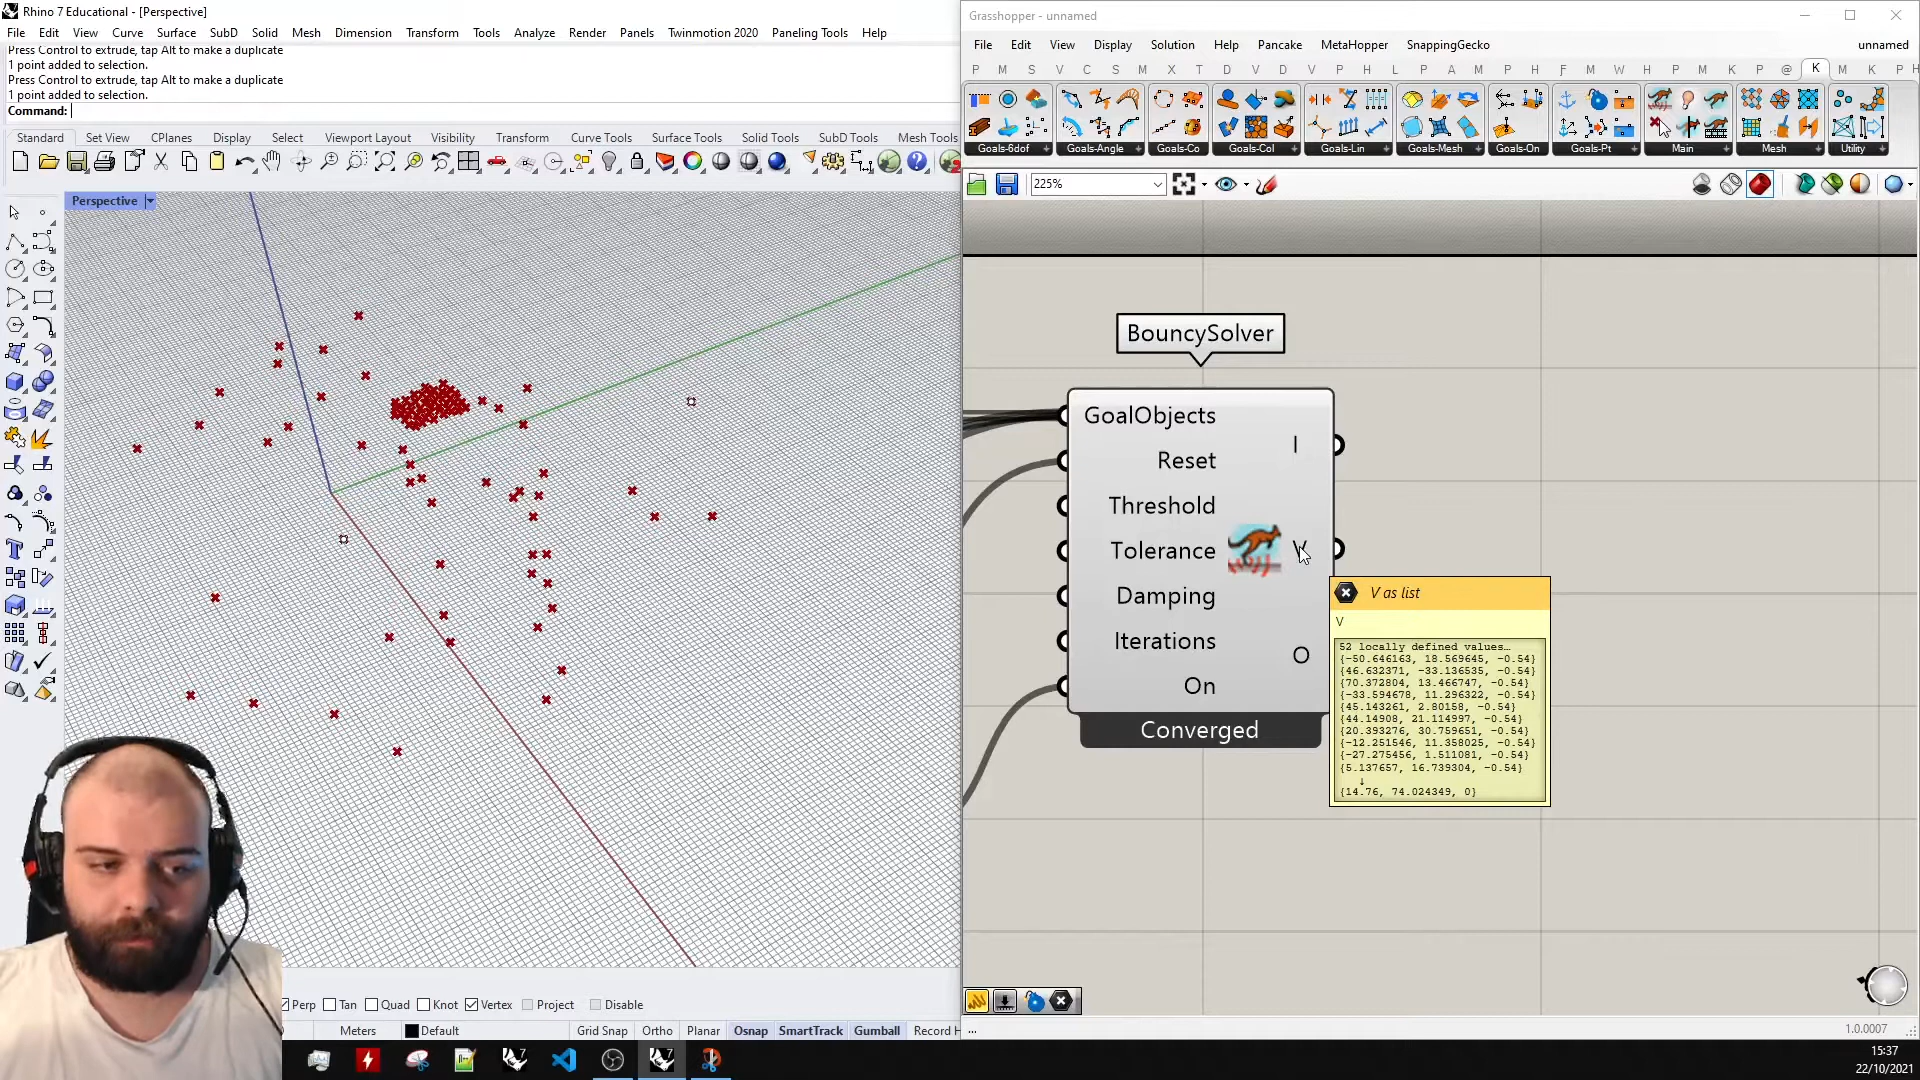 Rhino 7 Educational - [Perspective]
File Edit View Curve Surface SubD Solid Mesh Dimension Transform Tools Analyze Render Panels Twinmotion 2020 Paneling Tools Help
Press Control to extrude, tap Alt to make a duplicate
1 point added to selection.
Press Control to extrude, tap Alt to make a duplicate
1 point added to selection.
Command:
Standard Set View CPlanes Display Select Viewport Layout Visibility Transform Curve Tools Surface Tools Solid Tools SubD Tools Mesh Tools
Perspective
Perp Tan Quad Knot Vertex Project Disable
Meters Default Grid Snap Ortho Planar Osnap SmartTrack Gumball Record H
Grasshopper - unnamed
File Edit View Display Solution Help Pancake MetaHopper SnappingGecko unnamed
P M S V C M X T D V D V P H L P A M P H F M W H P M K P @ K M K P H
Goals-6dof Goals-Angle Goals-Co Goals-Col Goals-Lin Goals-Mesh Goals-On Goals-Pt Main Mesh Utility
225%
BouncySolver
GoalObjects
I
Reset
Threshold
Tolerance
V
Damping
Iterations
O
On
Converged
V as list
V
52 locally defined values…
{-50.646163, 18.569645, -0.54}
{46.632371, -33.136535, -0.54}
{70.372804, 13.466747, -0.54}
{-33.594678, 11.296322, -0.54}
{45.143261, 2.80158, -0.54}
{44.14908, 21.114997, -0.54}
{20.393276, 30.759651, -0.54}
{-12.251546, 11.358025, -0.54}
{-27.275456, 1.511081, -0.54}
{5.137657, 16.739304, -0.54}
↓
{14.76, 74.024349, 0}
...
1.0.0007
15:37
22/10/2021